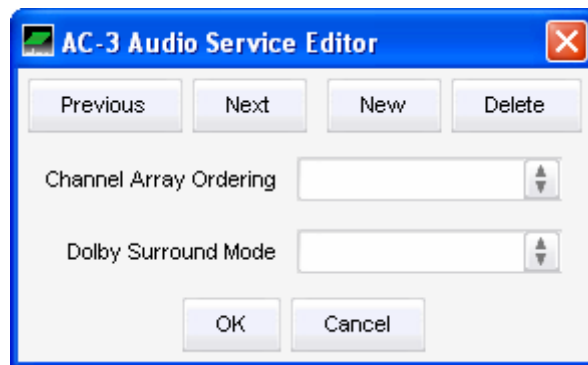 AC-3 Audio Service Editor
Previous Next New Delete
Channel Array Ordering
Dolby Surround Mode
OK Cancel